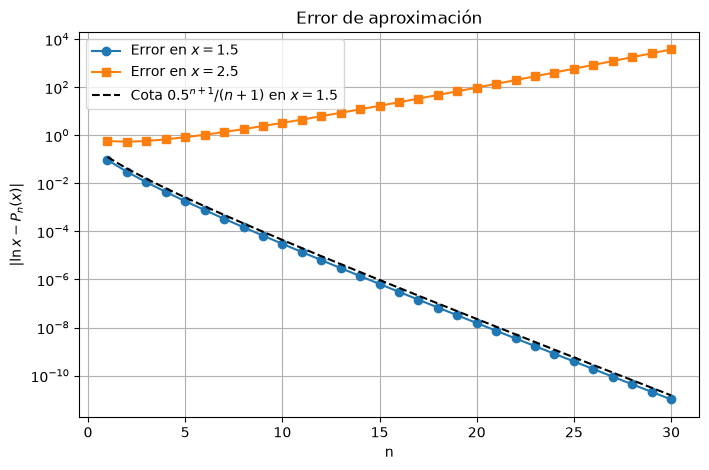 Error de aproximación
Error en x = 1.5
Error en x = 2.5
Cota 0.5^{n+1}/(n + 1) en x = 1.5
|ln x − P_n(x)|
10^4
10^2
10^0
10^{−2}
10^{−4}
10^{−6}
10^{−8}
10^{−10}
0 5 10 15 20 25 30
n